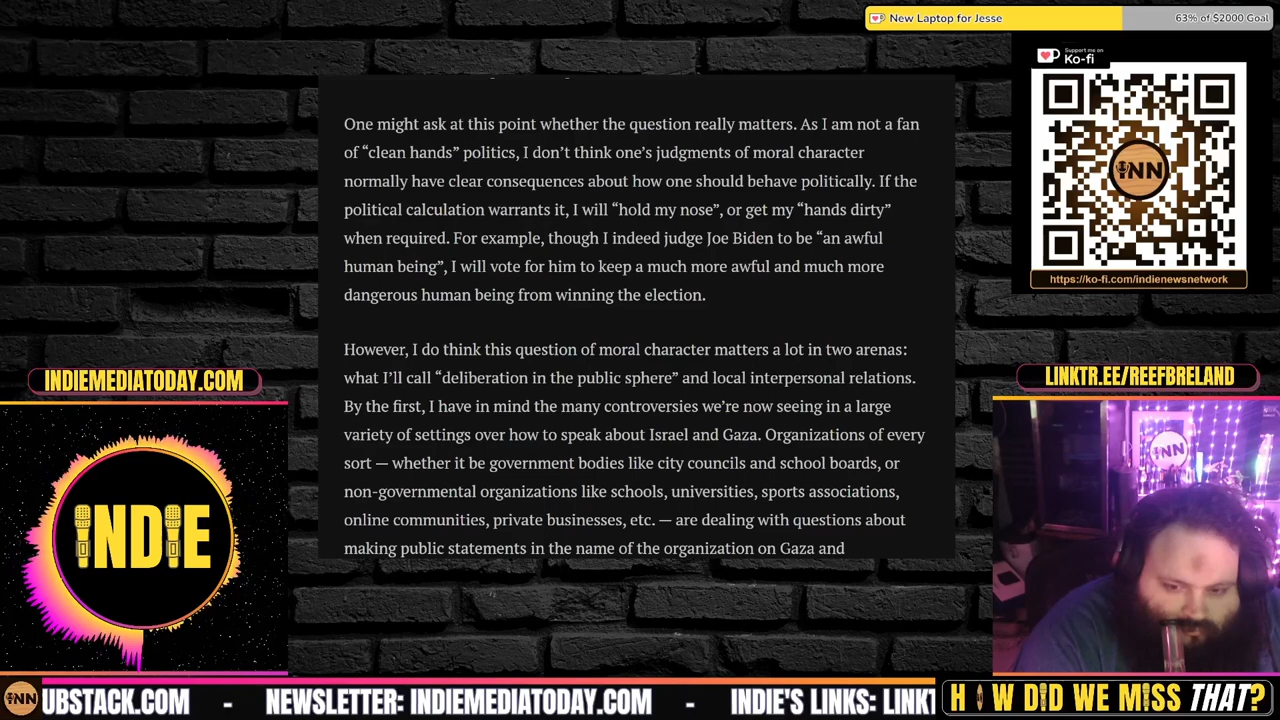 New Laptop for Jesse
63% of $2000 Goal
Support me on
Ko-fi
iNN
https://ko-fi.com/indienewsnetwork
One might ask at this point whether the question really matters. As I am not a fan
of “clean hands” politics, I don’t think one’s judgments of moral character
normally have clear consequences about how one should behave politically. If the
political calculation warrants it, I will “hold my nose”, or get my “hands dirty”
when required. For example, though I indeed judge Joe Biden to be “an awful
human being”, I will vote for him to keep a much more awful and much more
dangerous human being from winning the election.
However, I do think this question of moral character matters a lot in two arenas:
what I’ll call “deliberation in the public sphere” and local interpersonal relations.
By the first, I have in mind the many controversies we’re now seeing in a large
variety of settings over how to speak about Israel and Gaza. Organizations of every
sort — whether it be government bodies like city councils and school boards, or
non-governmental organizations like schools, universities, sports associations,
online communities, private businesses, etc. — are dealing with questions about
making public statements in the name of the organization on Gaza and
INDIEMEDIATODAY.COM
INDIE
LINKTR.EE/REEFBRELAND
iNN
iNN
UBSTACK.COM - NEWSLETTER: INDIEMEDIATODAY.COM - INDIE'S LINKS: LINKT
HOW DID WE MISS THAT?